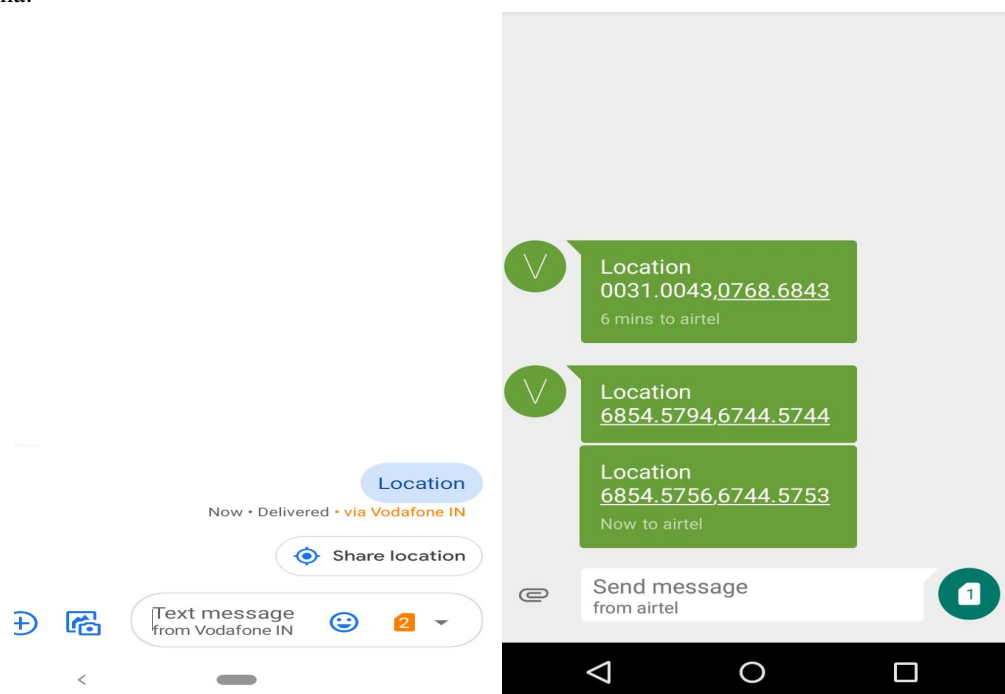 Location
Now • Delivered • via Vodafone IN
Share location
Text message
from Vodafone IN
2
V
Location
0031.0043,0768.6843
6 mins to airtel
V
Location
6854.5794,6744.5744
Location
6854.5756,6744.5753
Now to airtel
Send message
from airtel
1